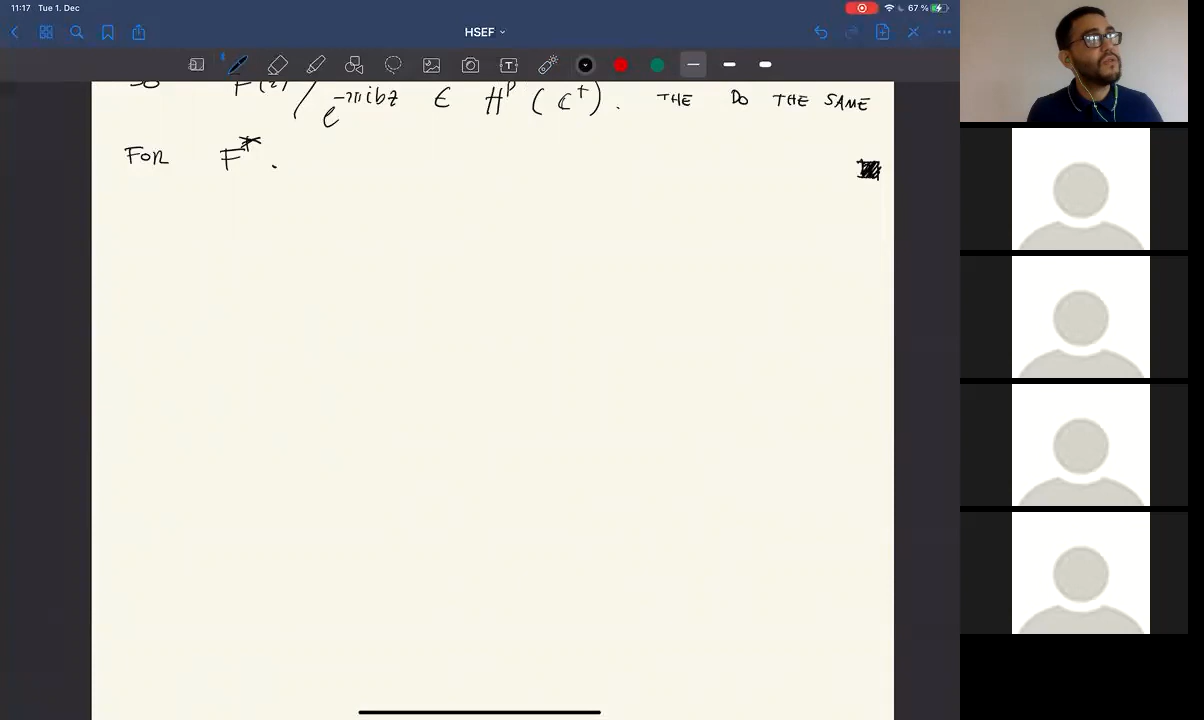 11:17 Tue 1. Dec
67 %
HSEF
F(z) / e^{-πibz} ∈ H^p (ℂ^+). THE DO THE SAME
FOR F^*.